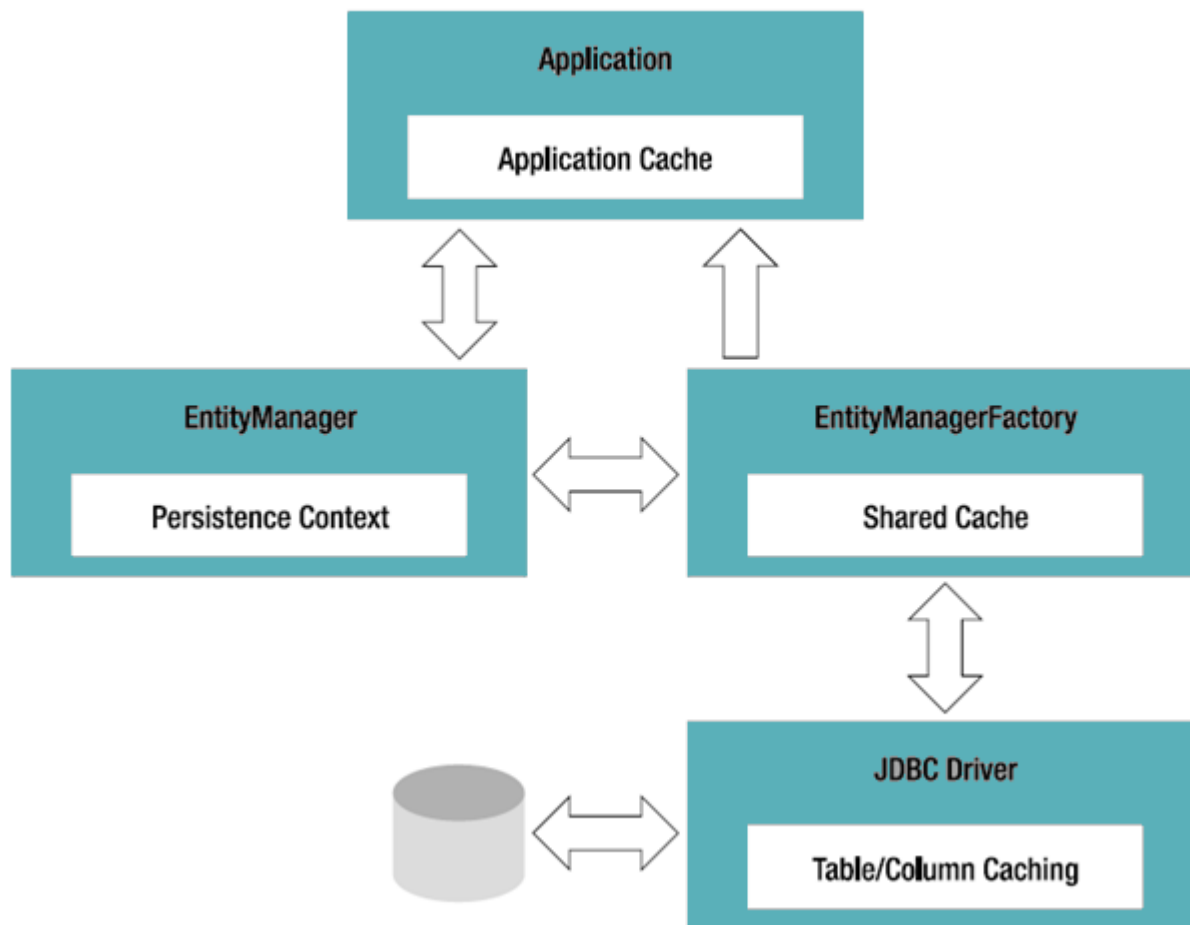 Application
Application Cache
EntityManager
EntityManagerFactory
Persistence Context
Shared Cache
JDBC Driver
Table/Column Caching